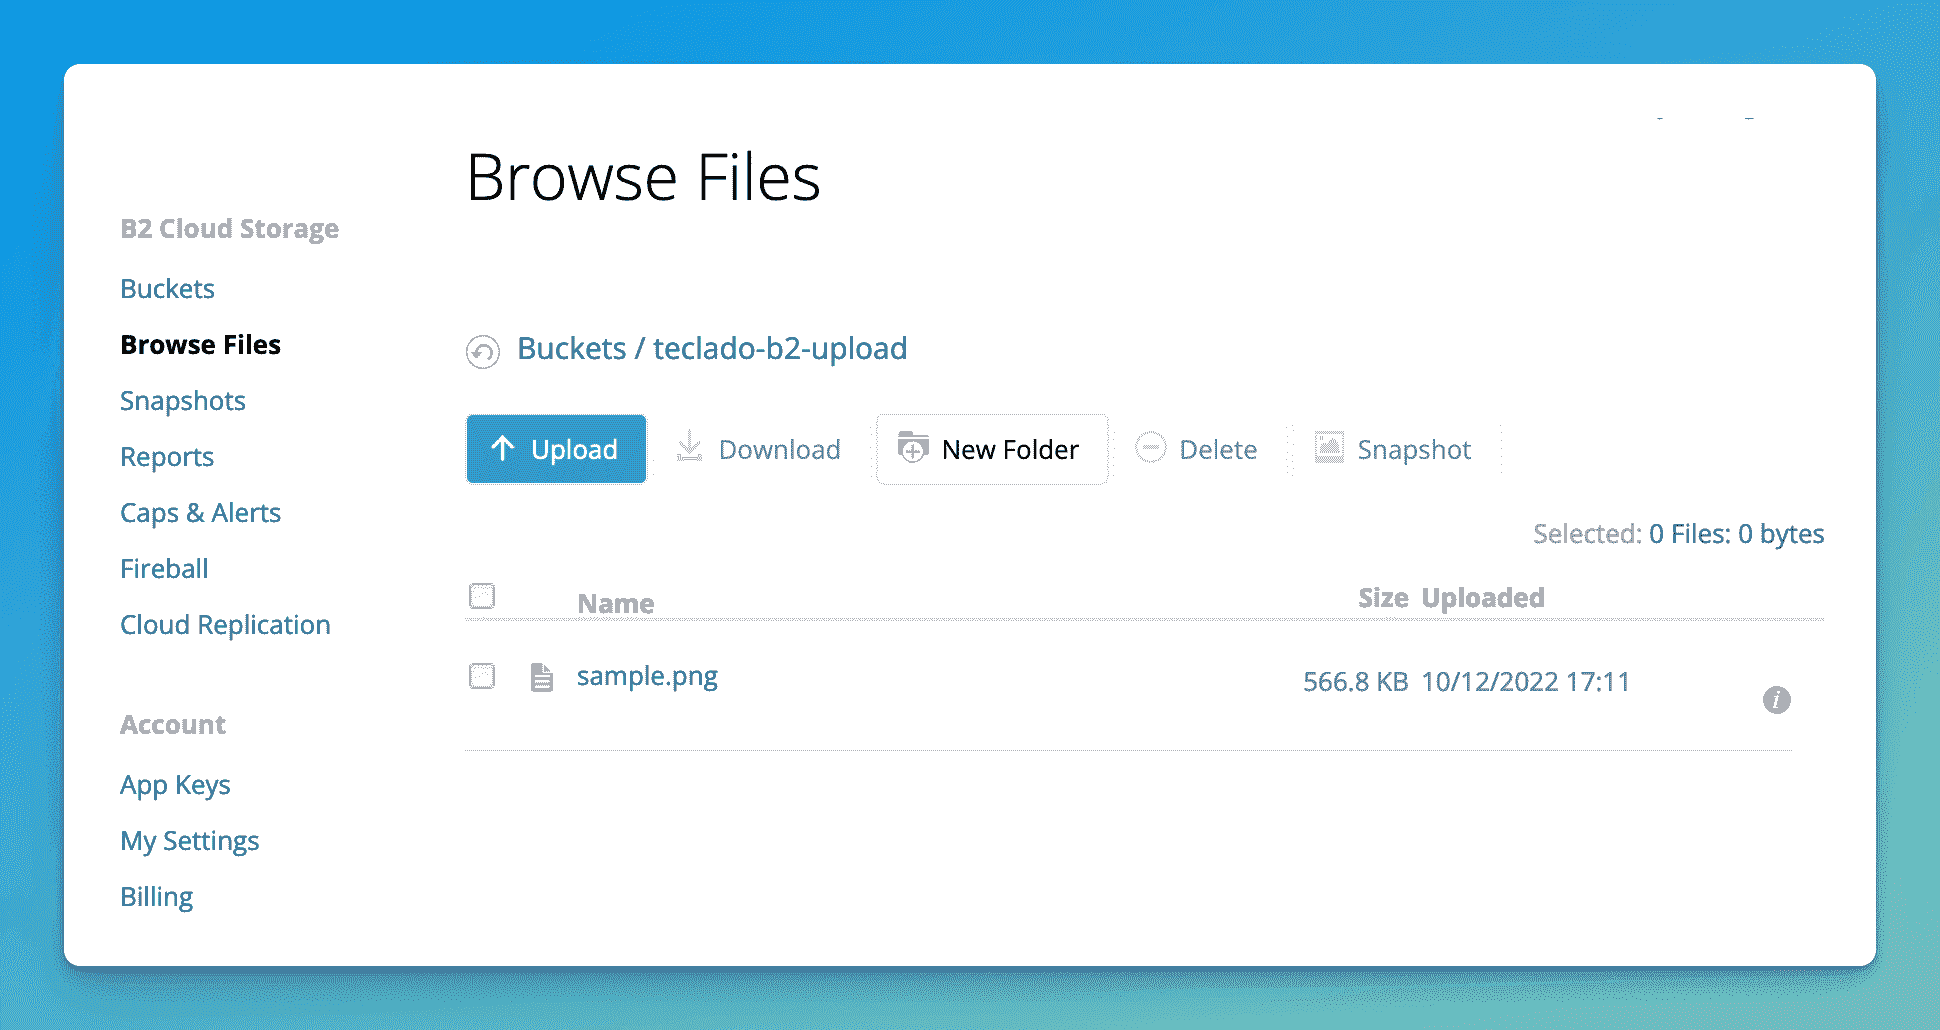 Browse Files
B2 Cloud Storage
Buckets
Browse Files
Snapshots
Reports
Caps & Alerts
Fireball
Cloud Replication
Account
App Keys
My Settings
Billing
Buckets / teclado-b2-upload
Upload
Download
New Folder
Delete
Snapshot
Selected: 0 Files: 0 bytes
Name Size Uploaded
sample.png 566.8 KB 10/12/2022 17:11